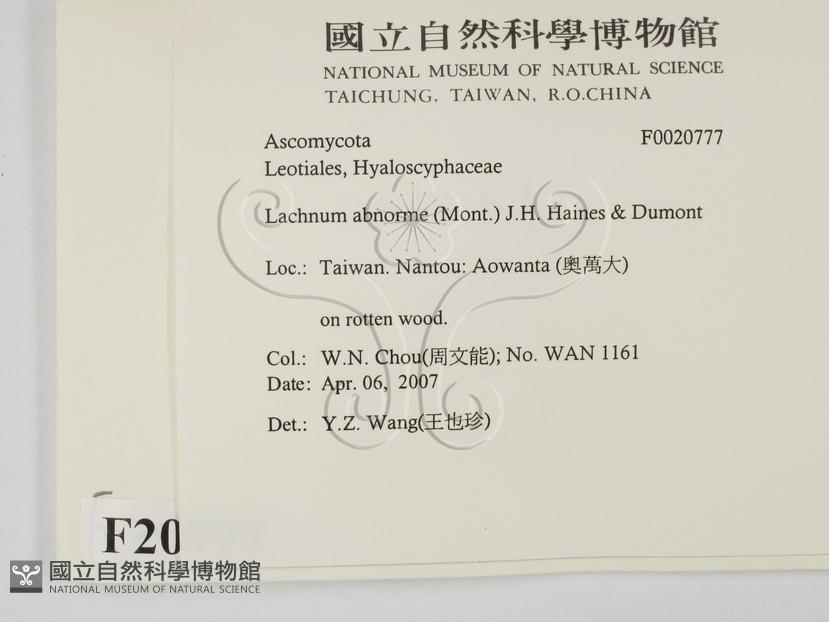 國立自然科學博物館
NATIONAL MUSEUM OF NATURAL SCIENCE
TAICHUNG, TAIWAN, R.O.CHINA
Ascomycota F0020777
Leotiales, Hyaloscyphaceae
Lachnum abnorme (Mont.) J.H. Haines & Dumont
Loc.: Taiwan. Nantou: Aowanta (奧萬大)
on rotten wood.
Col.: W.N. Chou(周文能); No. WAN 1161
Date: Apr. 06, 2007
Det.: Y.Z. Wang(王也珍)
F20
國立自然科學博物館
NATIONAL MUSEUM OF NATURAL SCIENCE